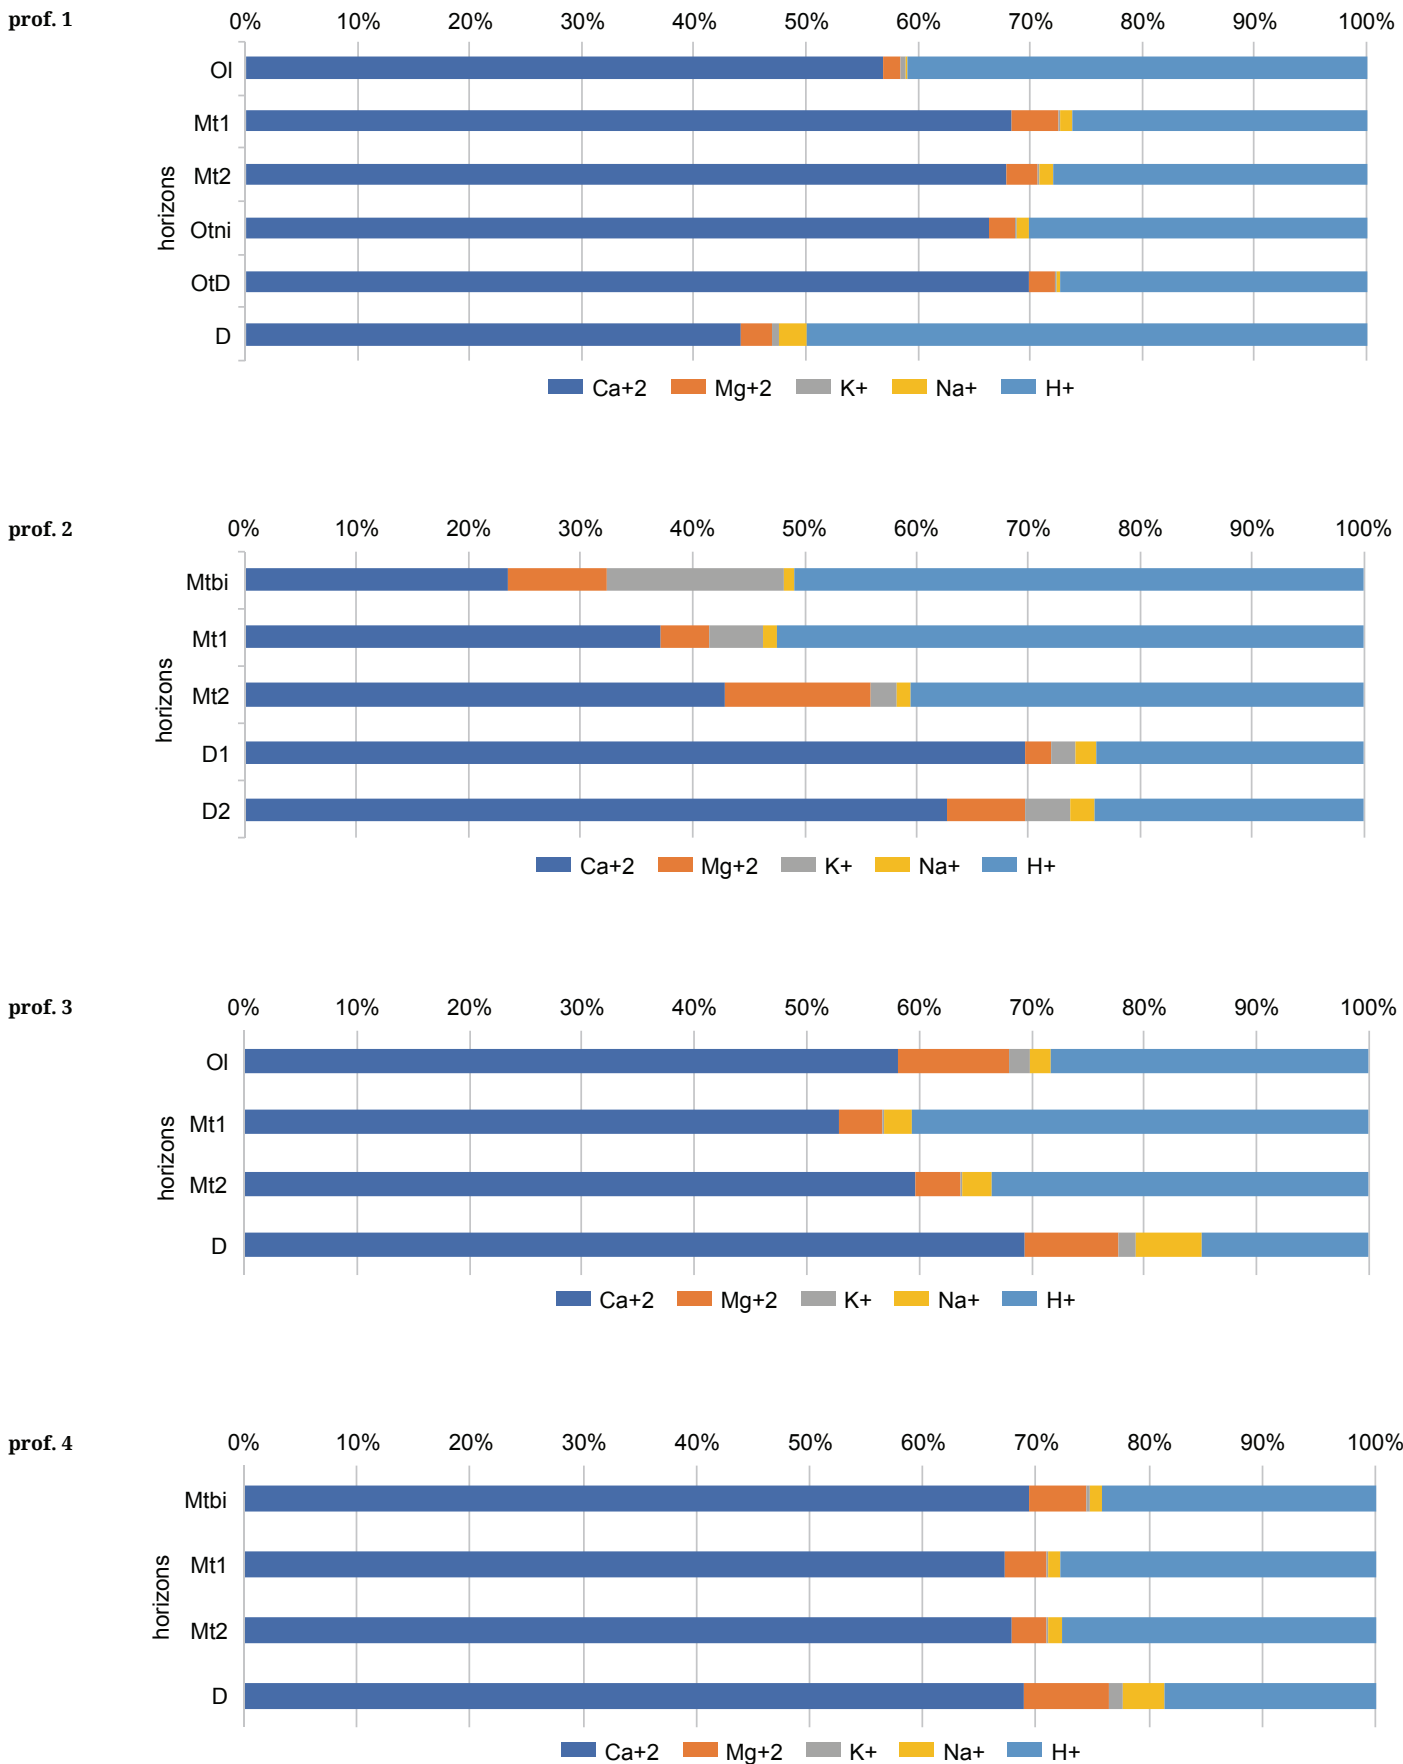 prof. 1
0% 10% 20% 30% 40% 50% 60% 70% 80% 90% 100%
Ol
Mt1
Mt2
Otni
OtD
D
horizons
Ca+2 Mg+2 K+ Na+ H+
prof. 2
0% 10% 20% 30% 40% 50% 60% 70% 80% 90% 100%
Mtbi
Mt1
Mt2
D1
D2
horizons
Ca+2 Mg+2 K+ Na+ H+
prof. 3
0% 10% 20% 30% 40% 50% 60% 70% 80% 90% 100%
Ol
Mt1
Mt2
D
horizons
Ca+2 Mg+2 K+ Na+ H+
prof. 4
0% 10% 20% 30% 40% 50% 60% 70% 80% 90% 100%
Mtbi
Mt1
Mt2
D
horizons
Ca+2 Mg+2 K+ Na+ H+